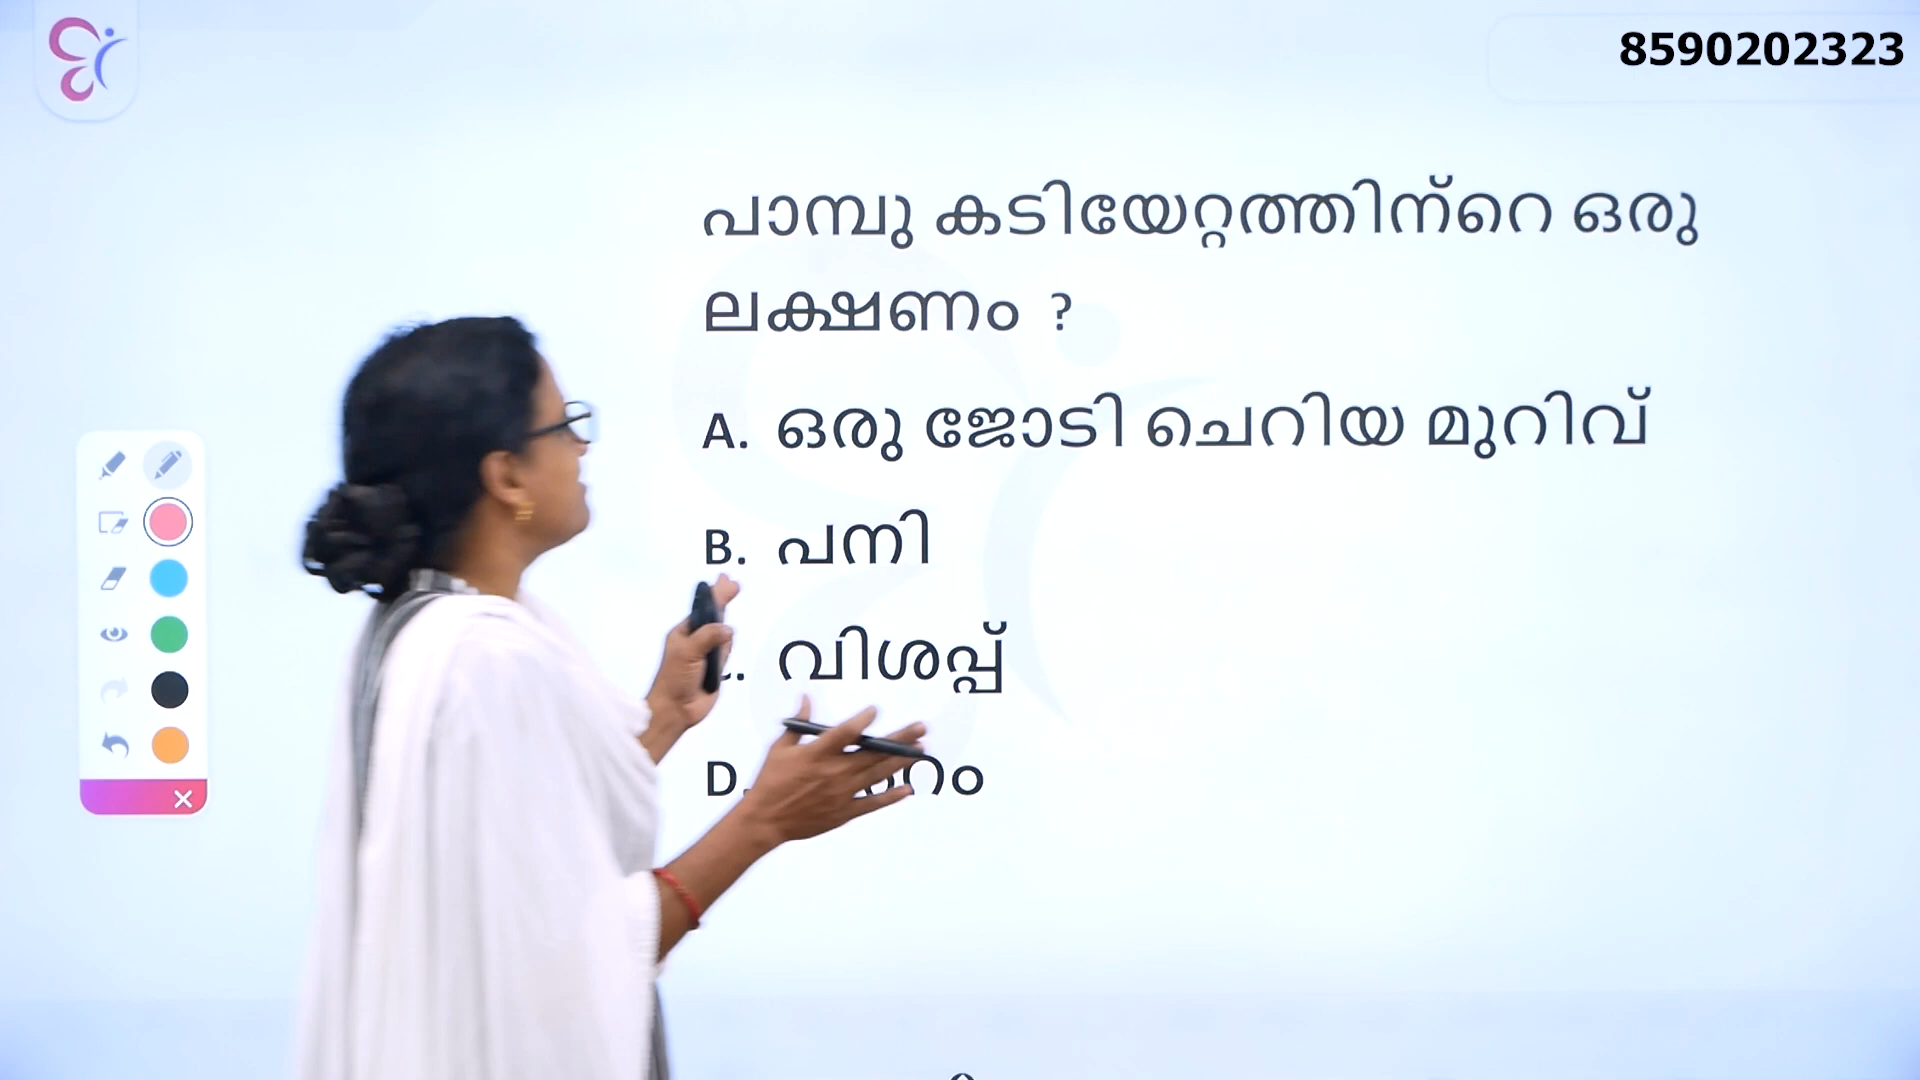 8590202323
പാമ്പു കടിയേറ്റത്തിന്റെ ഒരു
ലക്ഷണം ?
A. ഒരു ജോടി ചെറിയ മുറിവ്
B. പനി
വിശപ്പ്
D.